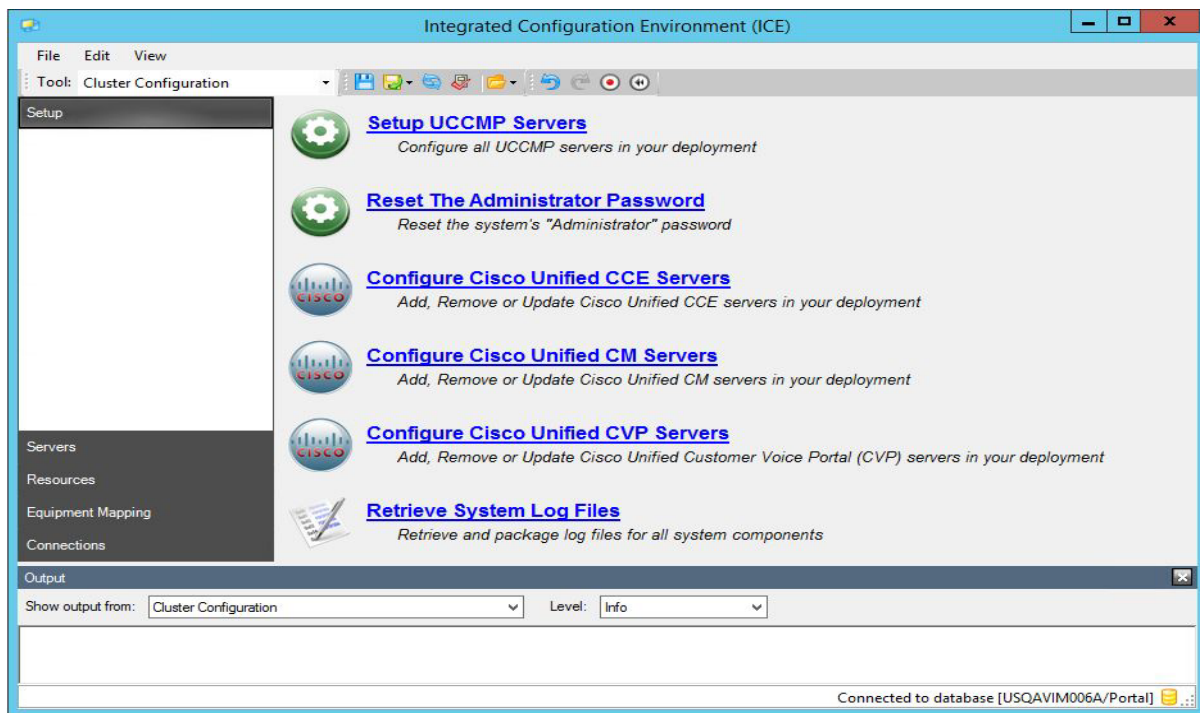 Integrated Configuration Environment (ICE)
File Edit View
Tool: Cluster Configuration
Setup
Setup UCCMP Servers
Configure all UCCMP servers in your deployment
Reset The Administrator Password
Reset the system's "Administrator" password
CISCO
Configure Cisco Unified CCE Servers
Add, Remove or Update Cisco Unified CCE servers in your deployment
CISCO
Configure Cisco Unified CM Servers
Add, Remove or Update Cisco Unified CM servers in your deployment
CISCO
Configure Cisco Unified CVP Servers
Add, Remove or Update Cisco Unified Customer Voice Portal (CVP) servers in your deployment
Retrieve System Log Files
Retrieve and package log files for all system components
Servers
Resources
Equipment Mapping
Connections
Output
Show output from: Cluster Configuration Level: Info
Connected to database [USQAVIM006A/Portal]